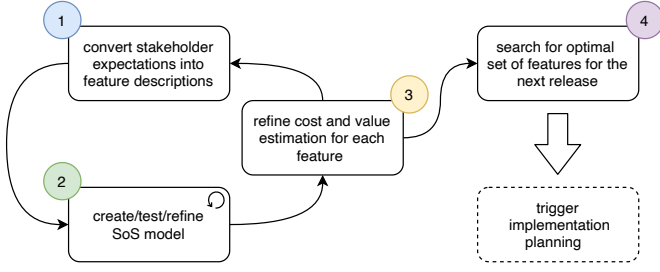 1
convert stakeholder
expectations into
feature descriptions
2
create/test/refine
SoS model
3
refine cost and value
estimation for each
feature
4
search for optimal
set of features for the
next release
trigger
implementation
planning